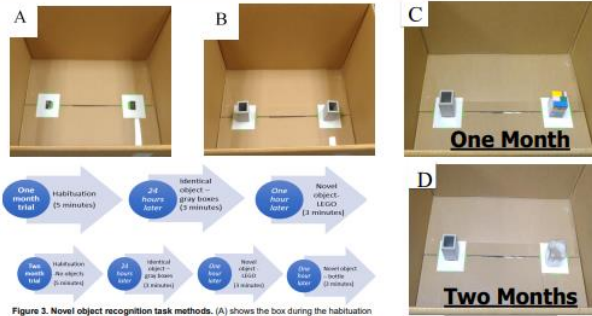 A
B
C
One Month
D
Two Months
One month trial
Habituation (5 minutes)
24 hours later
Identical object – gray boxes (3 minutes)
One hour later
Novel object- LEGO (3 minutes)
Two month trial
Habituation No objects (5 minutes)
24 hours later
Identical object – gray boxes (3 minutes)
One hour later
Novel object - LEGO (3 minutes)
One hour later
Novel object – bottle (3 minutes)
Figure 3. Novel object recognition task methods. (A) shows the box during the habituation